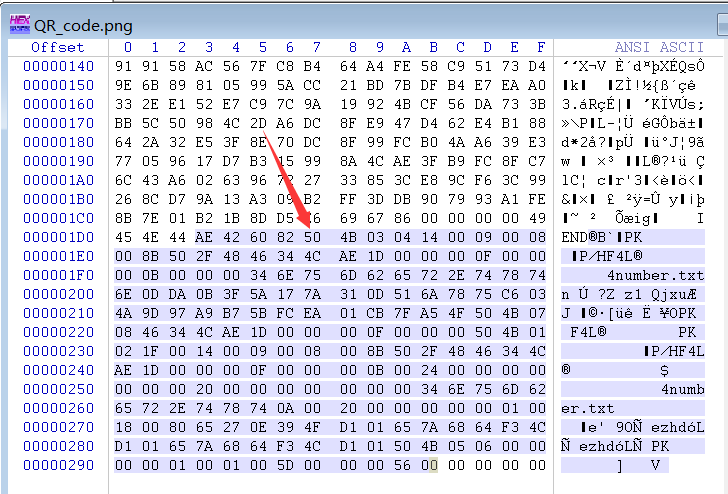 QR_code.png
Offset 0 1 2 3 4 5 6 7 8 9 A B C D E F ANSI ASCII
00000140 91 91 58 AC 56 7F C8 B4 64 A4 FE 58 C9 51 73 D4 ‘‘X¬V È´d¤þXÉQsÔ
00000150 9E 6B 89 81 05 99 5A CC 21 BD 7B DF B4 E7 EA A0 k ZÌ!½{ß´çê
00000160 33 2E E1 52 E7 C9 7C 9A 19 92 4B CF 56 DA 73 3B 3.áRçÉ| ’KÏVÚs;
00000170 BB 5C 50 98 4C 2D A6 DC 8F E9 47 D4 62 E4 B1 88 »\P L-¦Ü éGÔbä±
00000180 64 2A 32 E5 3F 8E 70 DC 8F 99 FC B0 4A A6 39 E3 d*2å? pÜ ü°J¦9ã
00000190 77 05 96 17 D7 B3 15 99 8A 4C AE 3F B9 FC 8F C7 w ׳ L®?¹ü Ç
000001A0 6C 43 A6 02 63 96 72 27 33 85 3C E8 9C F6 3C 99 lC¦ c r'3 <è ö<
000001B0 26 8C D7 9A 13 A3 09 B2 FF 3D DB 90 79 93 A1 FE & × £ ²ÿ=Û y ¡þ
000001C0 8B 7E 01 B2 1B 8D D5 E6 69 67 86 00 00 00 00 49 ~ ² Õæig I
000001D0 45 4E 44 AE 42 60 82 50 4B 03 04 14 00 09 00 08 END®B` PK
000001E0 00 8B 50 2F 48 46 34 4C AE 1D 00 00 00 0F 00 00 P/HF4L®
000001F0 00 0B 00 00 00 34 6E 75 6D 62 65 72 2E 74 78 74 4number.txt
00000200 6E 0D DA 0B 3F 5A 17 7A 31 0D 51 6A 78 75 C6 03 n Ú ?Z z1 QjxuÆ
00000210 4A 9D 97 A9 B7 5B FC EA 01 CB 7F A5 4F 50 4B 07 J ©·[üê Ë ¥OPK
00000220 08 46 34 4C AE 1D 00 00 00 0F 00 00 00 50 4B 01 F4L® PK
00000230 02 1F 00 14 00 09 00 08 00 8B 50 2F 48 46 34 4C P/HF4L
00000240 AE 1D 00 00 00 0F 00 00 00 0B 00 24 00 00 00 00 ® $
00000250 00 00 00 20 00 00 00 00 00 00 00 34 6E 75 6D 62 4numb
00000260 65 72 2E 74 78 74 0A 00 20 00 00 00 00 00 01 00 er.txt
00000270 18 00 80 65 27 0E 39 4F D1 01 65 7A 68 64 F3 4C e' 9OÑ ezhdóL
00000280 D1 01 65 7A 68 64 F3 4C D1 01 50 4B 05 06 00 00 Ñ ezhdóLÑ PK
00000290 00 00 01 00 01 00 5D 00 00 00 56 00 00 00 00 00 ] V